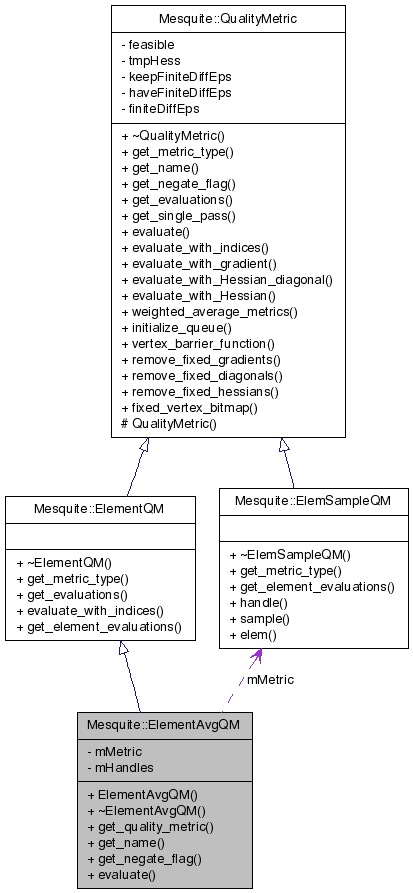 Mesquite::QualityMetric
- feasible
- tmpHess
- keepFiniteDiffEps
- haveFiniteDiffEps
- finiteDiffEps
+ ~QualityMetric()
+ get_metric_type()
+ get_name()
+ get_negate_flag()
+ get_evaluations()
+ get_single_pass()
+ evaluate()
+ evaluate_with_indices()
+ evaluate_with_gradient()
+ evaluate_with_Hessian_diagonal()
+ evaluate_with_Hessian()
+ weighted_average_metrics()
+ initialize_queue()
+ vertex_barrier_function()
+ remove_fixed_gradients()
+ remove_fixed_diagonals()
+ remove_fixed_hessians()
+ fixed_vertex_bitmap()
# QualityMetric()
Mesquite::ElementQM
+ ~ElementQM()
+ get_metric_type()
+ get_evaluations()
+ evaluate_with_indices()
+ get_element_evaluations()
Mesquite::ElemSampleQM
+ ~ElemSampleQM()
+ get_metric_type()
+ get_element_evaluations()
+ handle()
+ sample()
+ elem()
mMetric
Mesquite::ElementAvgQM
- mMetric
- mHandles
+ ElementAvgQM()
+ ~ElementAvgQM()
+ get_quality_metric()
+ get_name()
+ get_negate_flag()
+ evaluate()